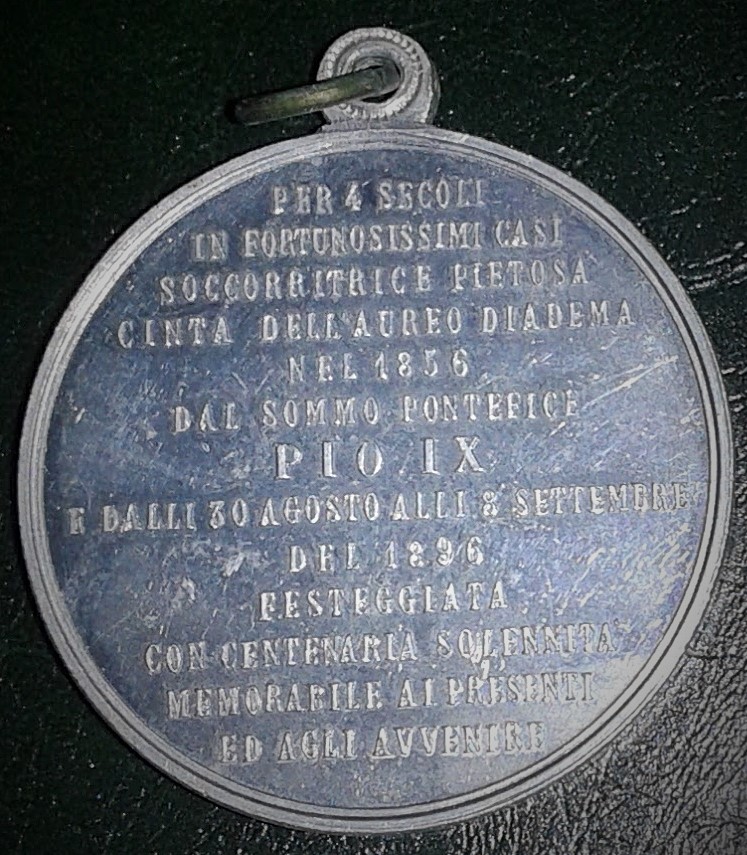 PER 4 SECOLI
IN FORTUNOSISSIMI CASI
SOCCORRITRICE PIETOSA
CINTA DELL'AUREO DIADEMA
NEL 1856
DAL SOMMO PONTEFICE
PIO IX
E DALLI 30 AGOSTO ALLI 8 SETTEMBRE
DEL 1896
FESTEGGIATA
CON CENTENARIA SOLENNITA'
MEMORABILE AI PRESENTI
ED AGLI AVVENIRE